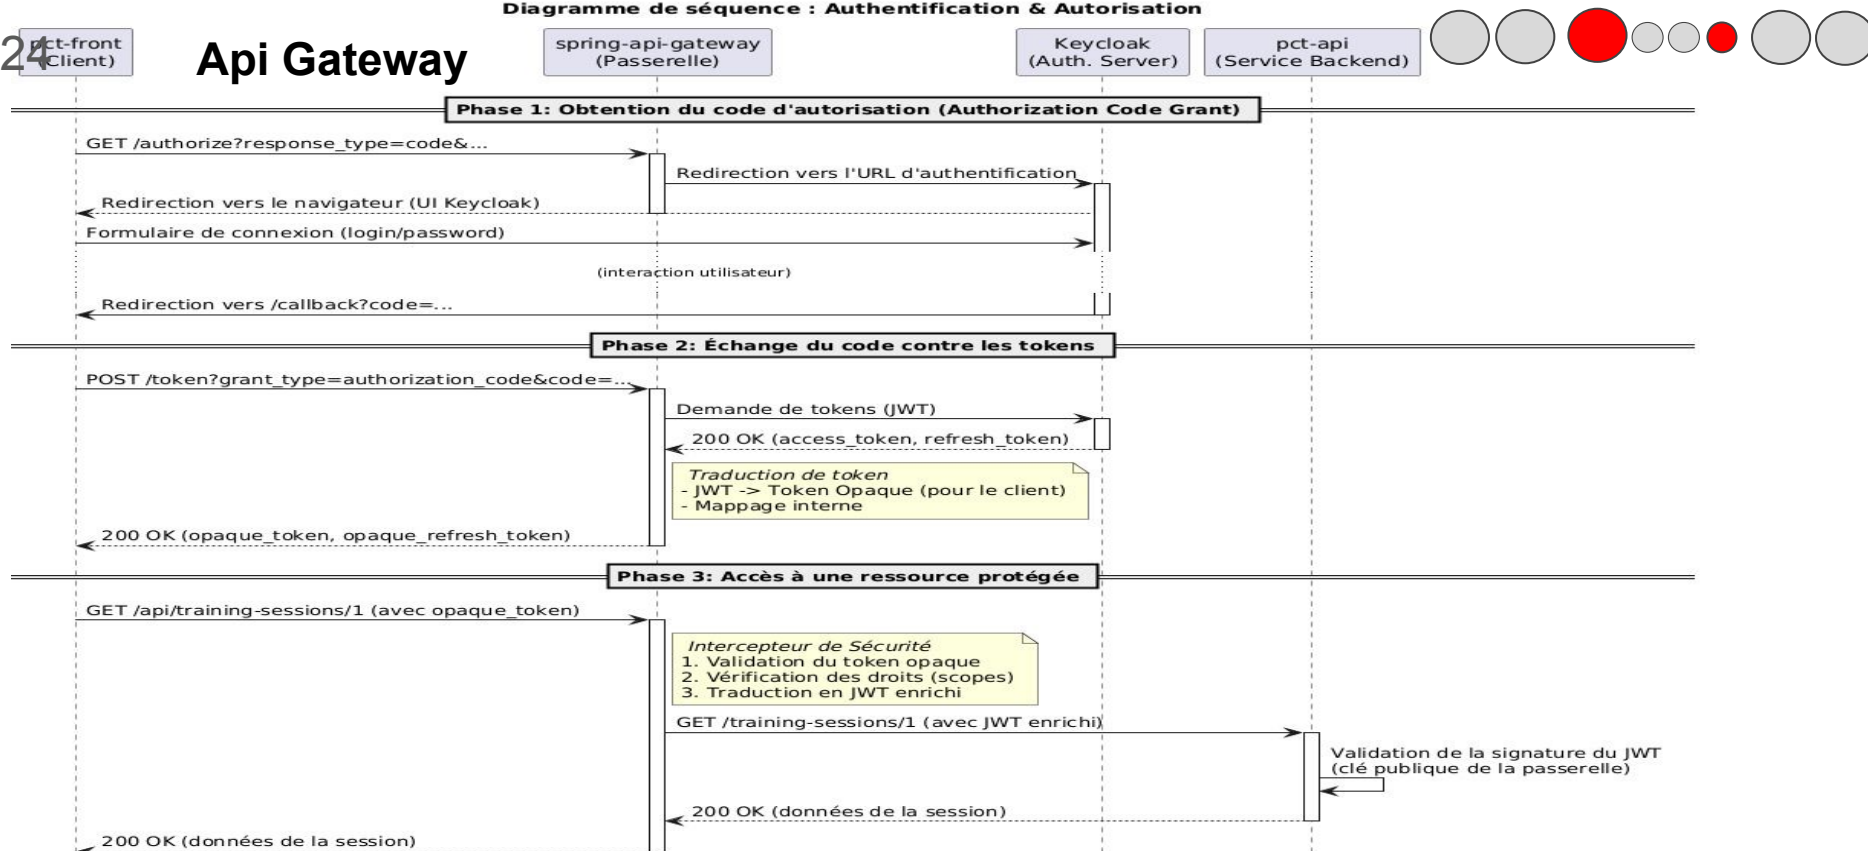 Diagramme de séquence : Authentification & Autorisation
24
pct-front
(Client)
Api Gateway
spring-api-gateway
(Passerelle)
Keycloak
(Auth. Server)
pct-api
(Service Backend)
Phase 1: Obtention du code d'autorisation (Authorization Code Grant)
GET /authorize?response_type=code&...
Redirection vers l'URL d'authentification
Redirection vers le navigateur (UI Keycloak)
Formulaire de connexion (login/password)
(interaction utilisateur)
Redirection vers /callback?code=...
Phase 2: Échange du code contre les tokens
POST /token?grant_type=authorization_code&code=...
Demande de tokens (JWT)
200 OK (access_token, refresh_token)
Traduction de token
- JWT -> Token Opaque (pour le client)
- Mappage interne
200 OK (opaque_token, opaque_refresh_token)
Phase 3: Accès à une ressource protégée
GET /api/training-sessions/1 (avec opaque_token)
Intercepteur de Sécurité
1. Validation du token opaque
2. Vérification des droits (scopes)
3. Traduction en JWT enrichi
GET /training-sessions/1 (avec JWT enrichi)
Validation de la signature du JWT
(clé publique de la passerelle)
200 OK (données de la session)
200 OK (données de la session)